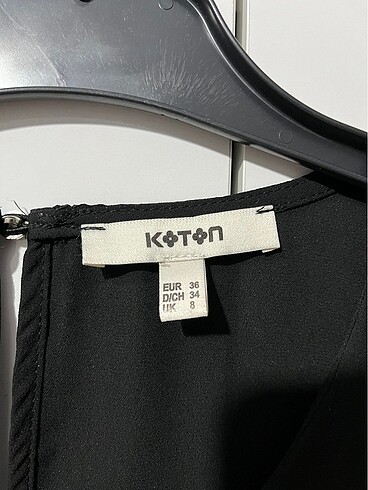 KOTON
EUR 36
D/CH 34
UK 8